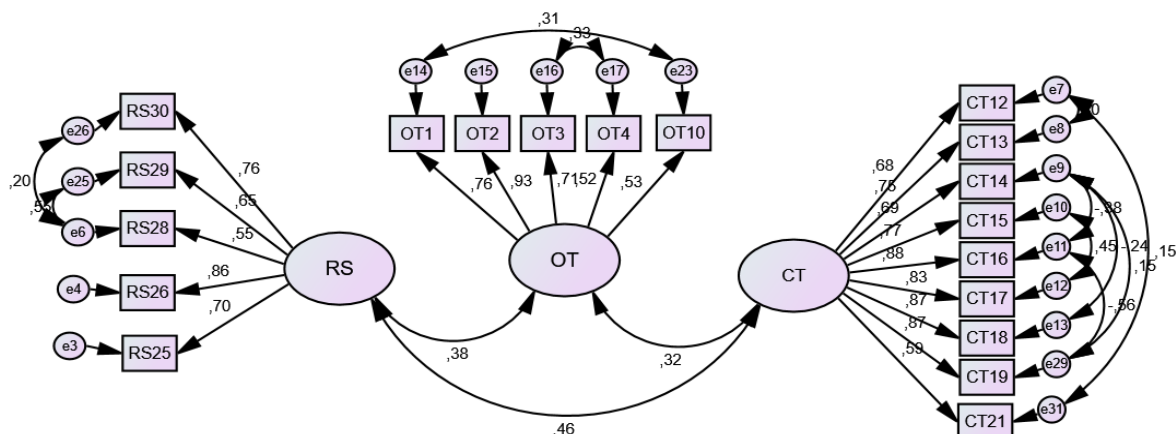 ,31
,33
e14 e15 e16 e17 e23
OT1 OT2 OT3 OT4 OT10
,76 ,93 ,71 ,52 ,53
OT
e26 RS30
e25 RS29
e6 RS28
e4 RS26
e3 RS25
,20
,55
,76
,65
,55
,86
,70
RS
CT
CT12 e7
CT13 e8
CT14 e9
CT15 e10
CT16 e11
CT17 e12
CT18 e13
CT19 e29
CT21 e31
,68
,75
,69
,77
,88
,83
,87
,87
,59
,45 -,24
,15 ,15
-,56
,38
,32
,46